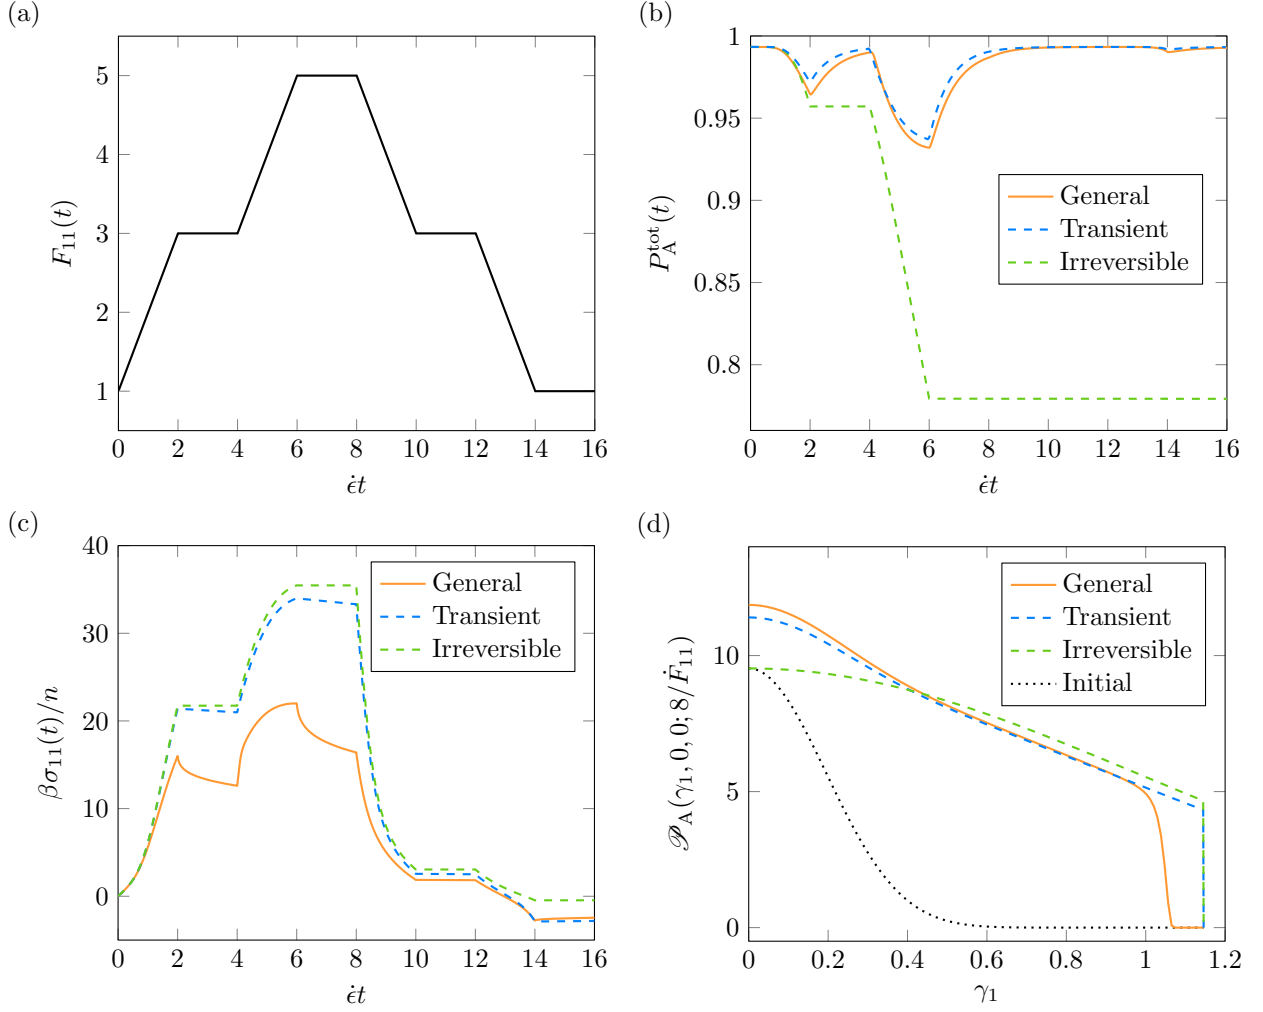 (a)
5
4
3
2
1
F₁₁(t)
0 2 4 6 8 10 12 14 16
ϵ̇t
(b)
1
0.95
0.9
0.85
0.8
P_A^tot(t)
General
Transient
Irreversible
0 2 4 6 8 10 12 14 16
ϵ̇t
(c)
40
30
20
10
0
βσ₁₁(t)/n
General
Transient
Irreversible
0 2 4 6 8 10 12 14 16
ϵ̇t
(d)
10
5
0
𝒫_A(γ₁, 0, 0; 8/Ḟ₁₁)
General
Transient
Irreversible
Initial
0 0.2 0.4 0.6 0.8 1 1.2
γ₁